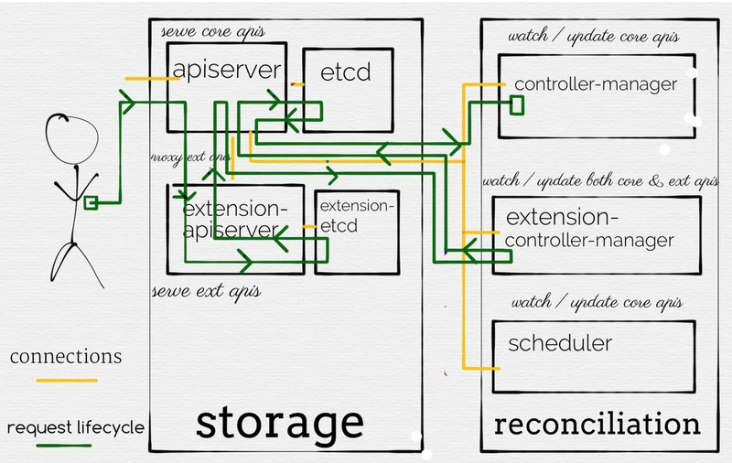 serve core apis
apiserver
etcd
proxy ext apis
extension-
apiserver
extension-
etcd
serve ext apis
storage
watch / update core apis
controller-manager
watch / update both core & ext apis
extension-
controller-manager
watch / update core apis
scheduler
reconciliation
connections
request lifecycle